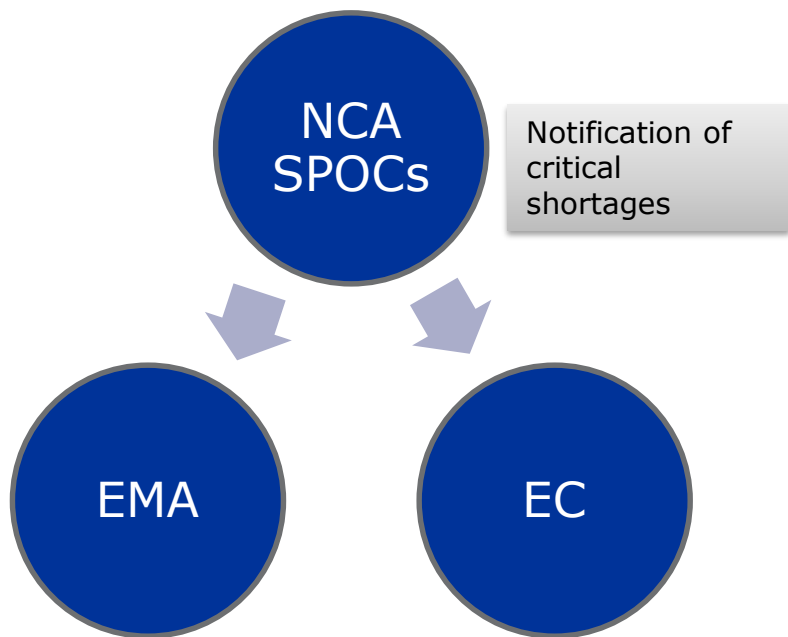 NCA
SPOCs
Notification of
critical
shortages
EMA
EC